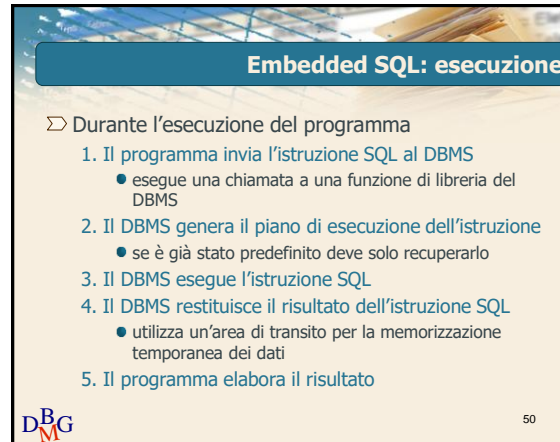 Embedded SQL: esecuzione
Durante l'esecuzione del programma
1. Il programma invia l'istruzione SQL al DBMS
esegue una chiamata a una funzione di libreria del
DBMS
2. Il DBMS genera il piano di esecuzione dell'istruzione
se è già stato predefinito deve solo recuperarlo
3. Il DBMS esegue l'istruzione SQL
4. Il DBMS restituisce il risultato dell'istruzione SQL
utilizza un'area di transito per la memorizzazione
temporanea dei dati
5. Il programma elabora il risultato
DBMG
50